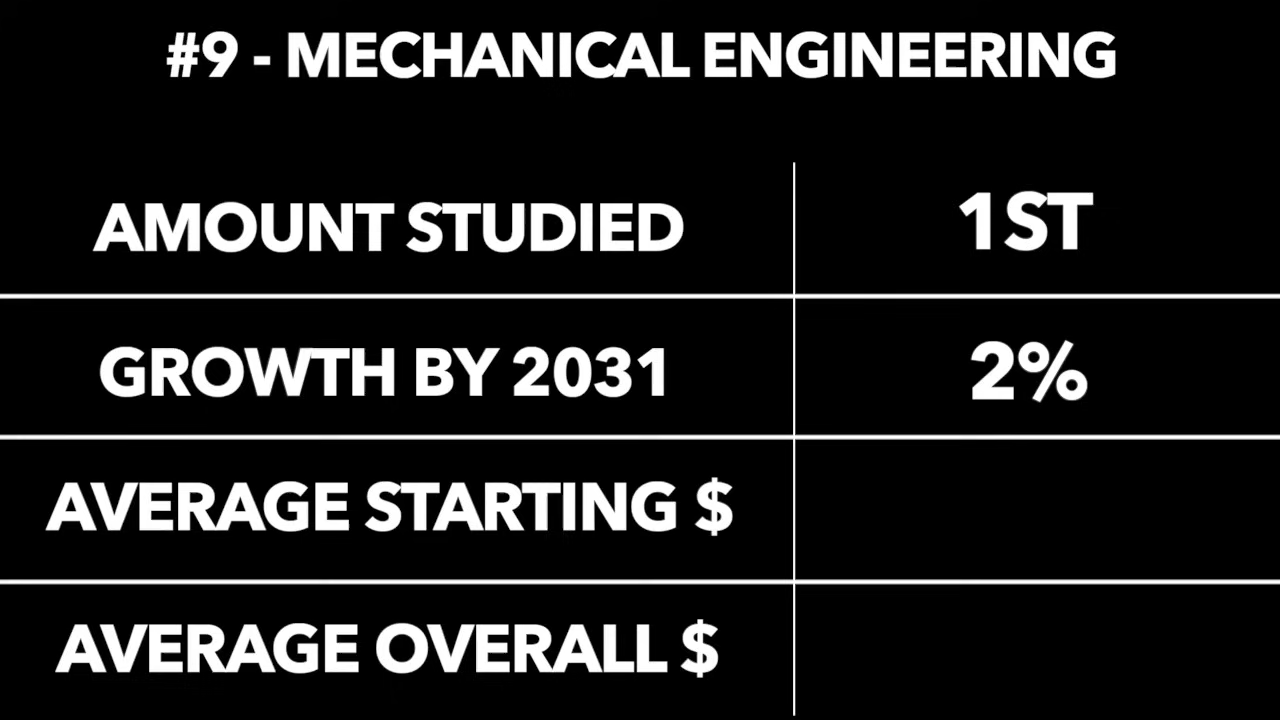 #9 - MECHANICAL ENGINEERING
AMOUNT STUDIED 1ST
GROWTH BY 2031 2%
AVERAGE STARTING $
AVERAGE OVERALL $